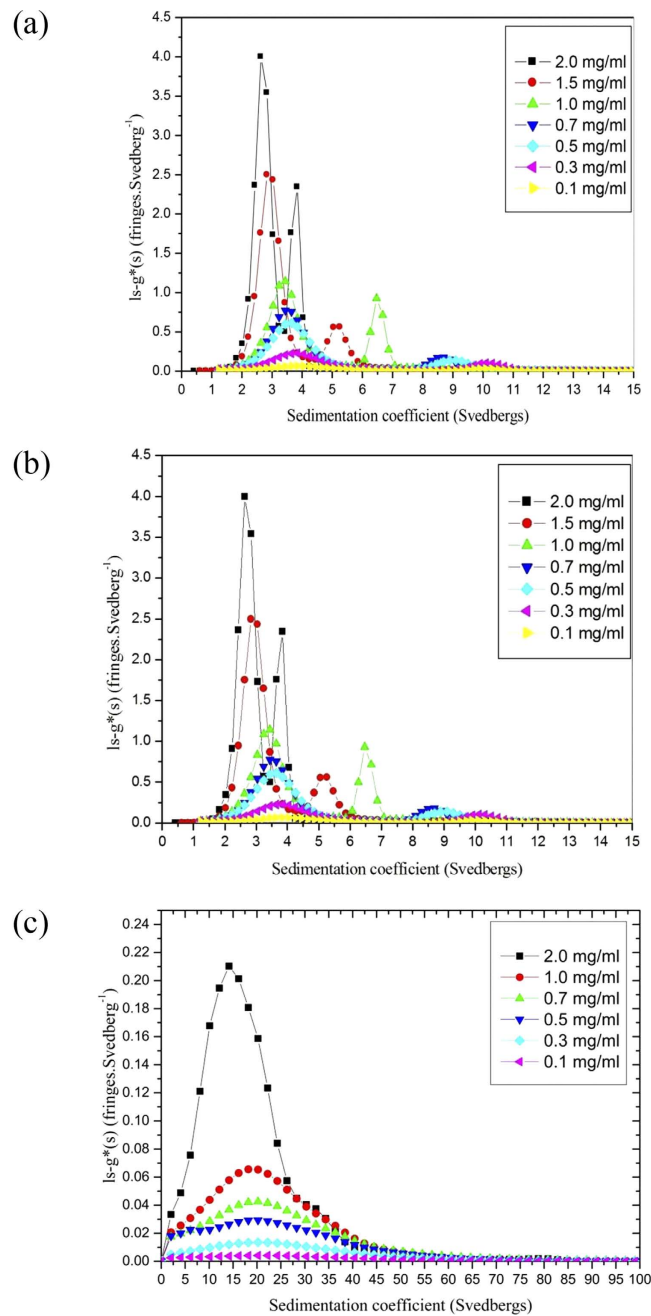 (a)
4.5
4.0
3.5
3.0
2.5
2.0
1.5
1.0
0.5
0.0
ls-g*(s) (fringes.Svedberg⁻¹)
2.0 mg/ml
1.5 mg/ml
1.0 mg/ml
0.7 mg/ml
0.5 mg/ml
0.3 mg/ml
0.1 mg/ml
0 1 2 3 4 5 6 7 8 9 10 11 12 13 14 15
Sedimentation coefficient (Svedbergs)
(b)
4.5
4.0
3.5
3.0
2.5
2.0
1.5
1.0
0.5
0.0
ls-g*(s) (fringes.Svedberg⁻¹)
2.0 mg/ml
1.5 mg/ml
1.0 mg/ml
0.7 mg/ml
0.5 mg/ml
0.3 mg/ml
0.1 mg/ml
0 1 2 3 4 5 6 7 8 9 10 11 12 13 14 15
Sedimentation coefficient (Svedbergs)
(c)
0.24
0.22
0.20
0.18
0.16
0.14
0.12
0.10
0.08
0.06
0.04
0.02
0.00
ls-g*(s) (fringes.Svedberg⁻¹)
2.0 mg/ml
1.0 mg/ml
0.7 mg/ml
0.5 mg/ml
0.3 mg/ml
0.1 mg/ml
0 5 10 15 20 25 30 35 40 45 50 55 60 65 70 75 80 85 90 95 100
Sedimentation coefficient (Svedbergs)